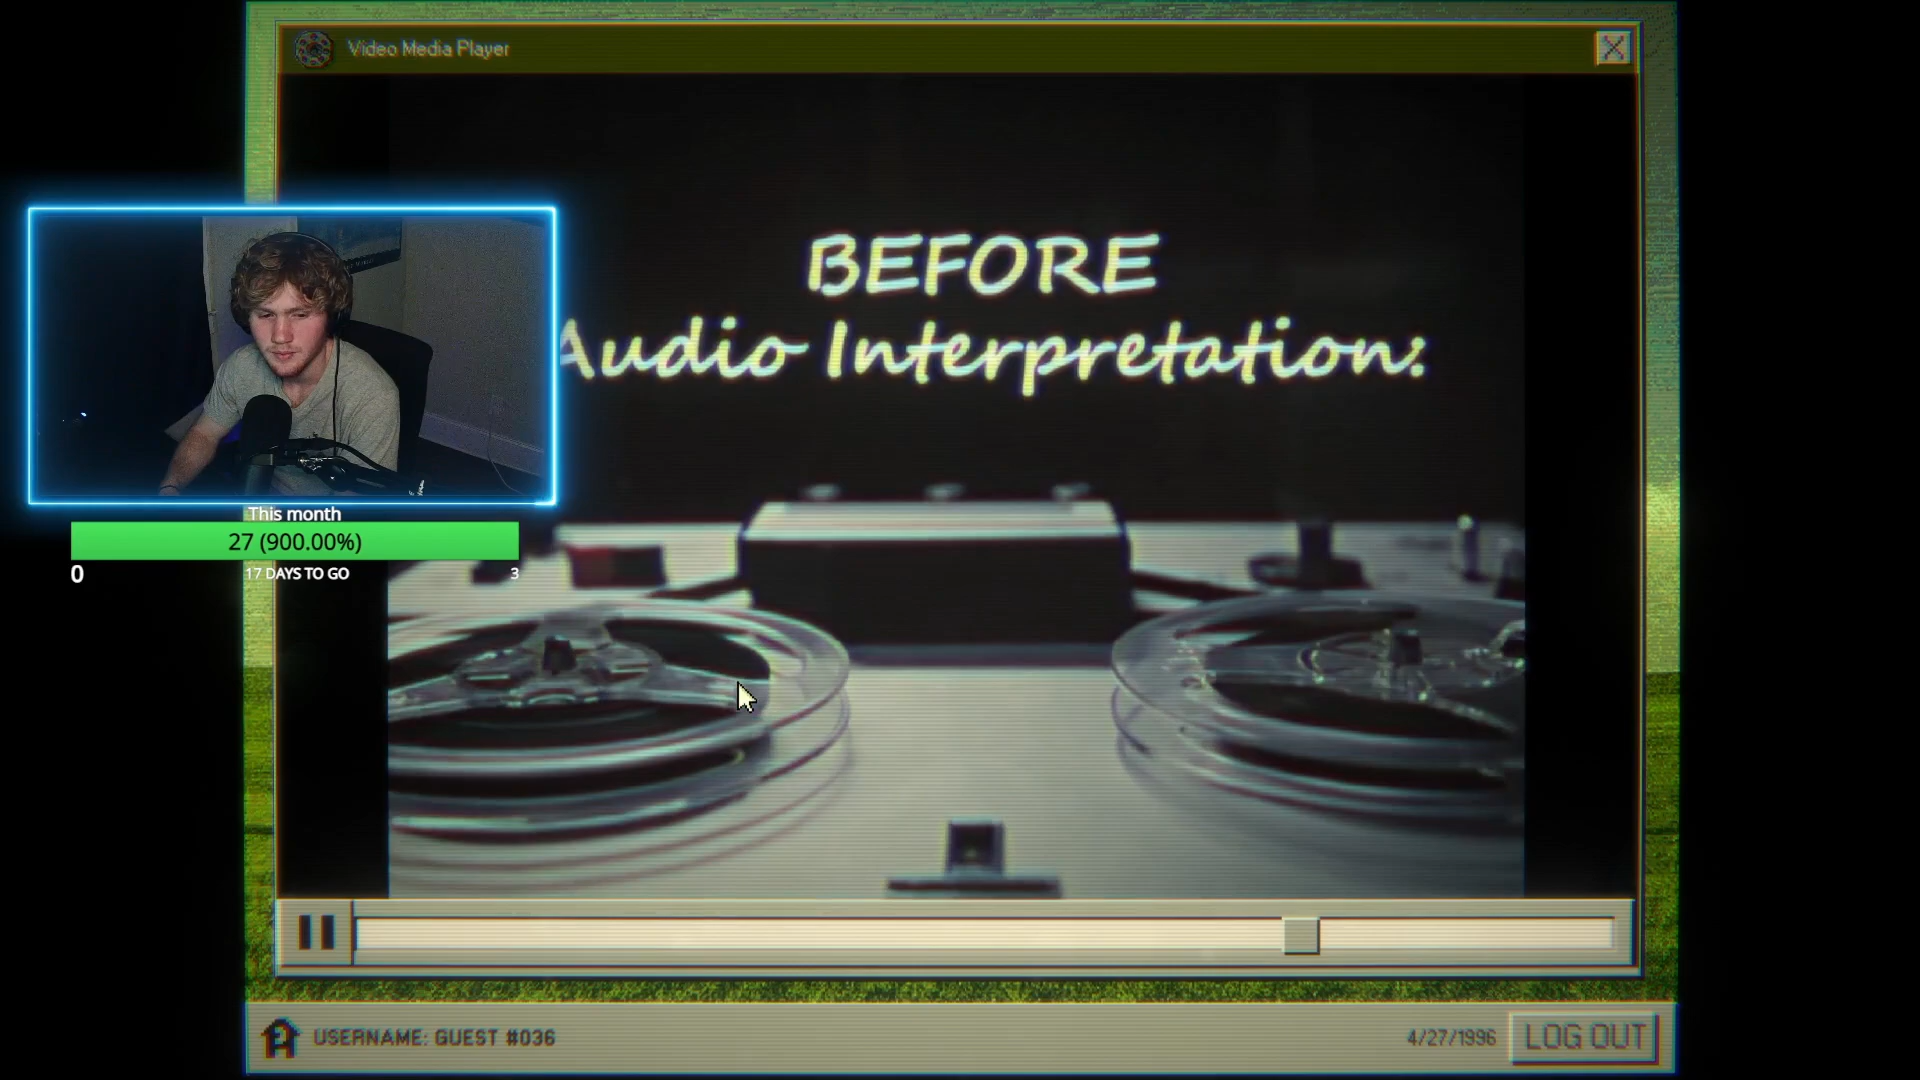 Video Media Player
BEFORE
Audio Interpretation:
This month
27 (900.00%)
0
17 DAYS TO GO
3
USERNAME: GUEST #036
4/27/1996
LOG OUT